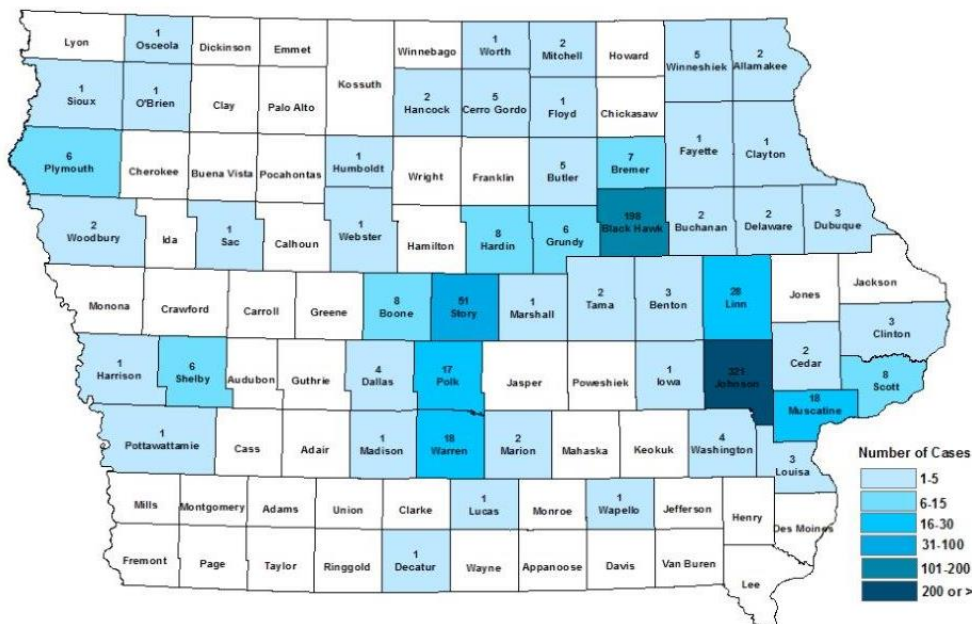 Lyon
1
Osceola
Dickinson
Emmet
Kossuth
Winnebago
1
Worth
2
Mitchell
Howard
5
Winneshiek
2
Allamakee
1
Sioux
1
O'Brien
Clay
Palo Alto
2
Hancock
5
Cerro Gordo
1
Floyd
Chickasaw
1
Fayette
1
Clayton
6
Plymouth
Cherokee
Buena Vista
Pocahontas
1
Humboldt
Wright
Franklin
5
Butler
7
Bremer
2
Woodbury
Ida
1
Sac
Calhoun
1
Webster
Hamilton
8
Hardin
6
Grundy
198
Black Hawk
2
Buchanan
2
Delaware
3
Dubuque
Monona
Crawford
Carroll
Greene
8
Boone
51
Story
1
Marshall
2
Tama
3
Benton
28
Linn
Jones
Jackson
3
Clinton
1
Harrison
6
Shelby
Audubon
Guthrie
4
Dallas
17
Polk
Jasper
Poweshiek
1
Iowa
321
Johnson
2
Cedar
8
Scott
18
Muscatine
1
Pottawattamie
Cass
Adair
1
Madison
18
Warren
2
Marion
Mahaska
Keokuk
4
Washington
3
Louisa
Mills
Montgomery
Adams
Union
Clarke
1
Lucas
Monroe
1
Wapello
Jefferson
Henry
Des Moines
Fremont
Page
Taylor
Ringgold
1
Decatur
Wayne
Appanoose
Davis
Van Buren
Lee
Number of Cases
1-5
6-15
16-30
31-100
101-200
200 or >